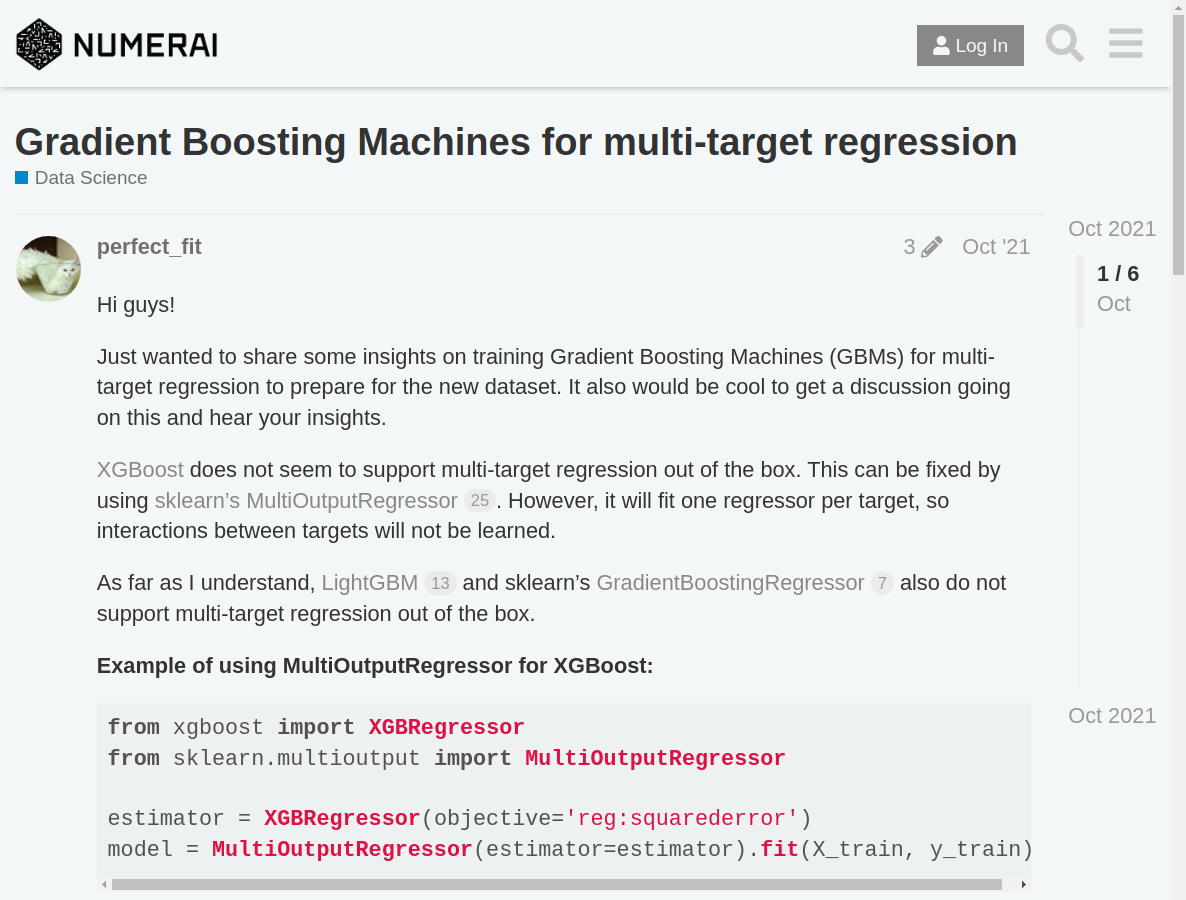 NUMERAI
Log In
Gradient Boosting Machines for multi-target regression
Data Science
perfect_fit
3
Oct '21
Hi guys!
Just wanted to share some insights on training Gradient Boosting Machines (GBMs) for multi-
target regression to prepare for the new dataset. It also would be cool to get a discussion going
on this and hear your insights.
XGBoost does not seem to support multi-target regression out of the box. This can be fixed by
using sklearn’s MultiOutputRegressor 25. However, it will fit one regressor per target, so
interactions between targets will not be learned.
As far as I understand, LightGBM 13 and sklearn’s GradientBoostingRegressor 7 also do not
support multi-target regression out of the box.
Example of using MultiOutputRegressor for XGBoost:
from xgboost import XGBRegressor
from sklearn.multioutput import MultiOutputRegressor
estimator = XGBRegressor(objective='reg:squarederror')
model = MultiOutputRegressor(estimator=estimator).fit(X_train, y_train)
Oct 2021
1 / 6
Oct
Oct 2021